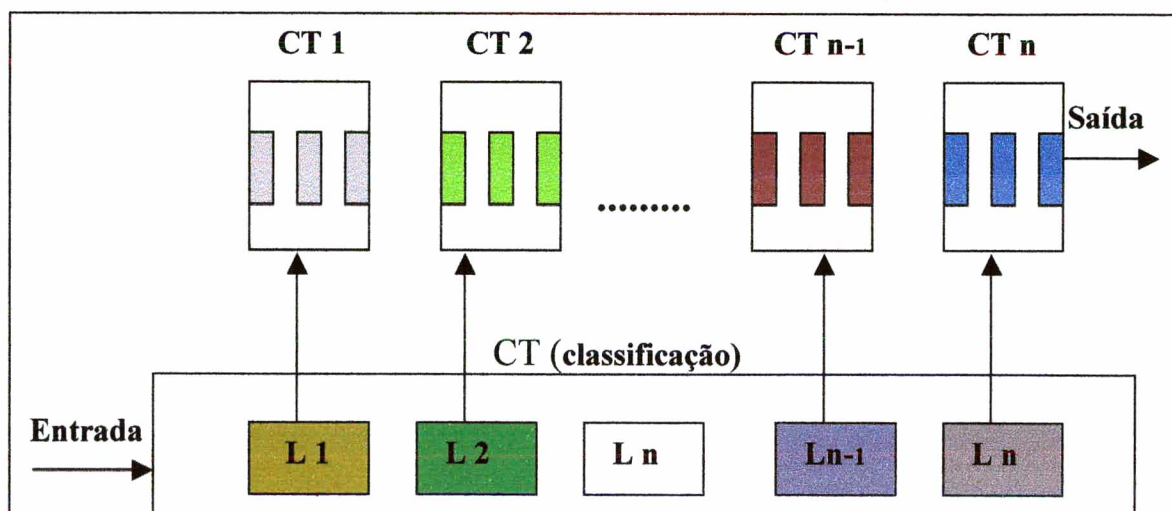 CT 1 CT 2 CT n-1 CT n
Saída
.........
CT (classificação)
Entrada
L 1 L 2 L n Ln-1 L n